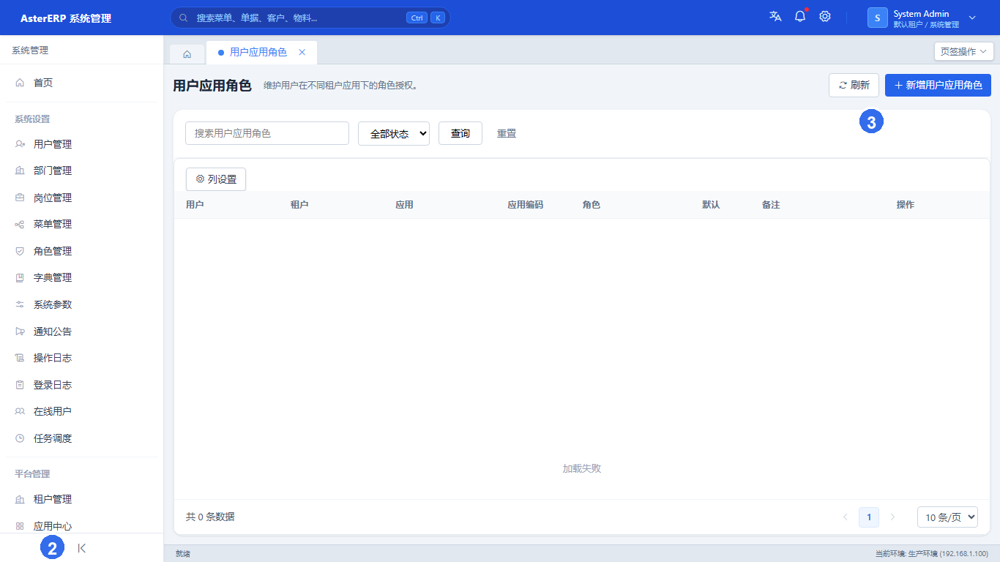 AsterERP 系统管理
搜索菜单、单据、客户、物料... Ctrl K
S
System Admin
默认租户 / 系统管理
系统管理
用户应用角色
页签操作
首页
系统设置
用户管理
部门管理
岗位管理
菜单管理
角色管理
字典管理
系统参数
通知公告
操作日志
登录日志
在线用户
任务调度
平台管理
租户管理
应用中心
2
用户应用角色 维护用户在不同租户应用下的角色授权。
刷新 新增用户应用角色
3
搜索用户应用角色 全部状态 查询 重置
列设置
用户 租户 应用 应用编码 角色 默认 备注 操作
加载失败
共 0 条数据 1 10 条/页
就绪 当前环境: 生产环境 (192.168.1.100)